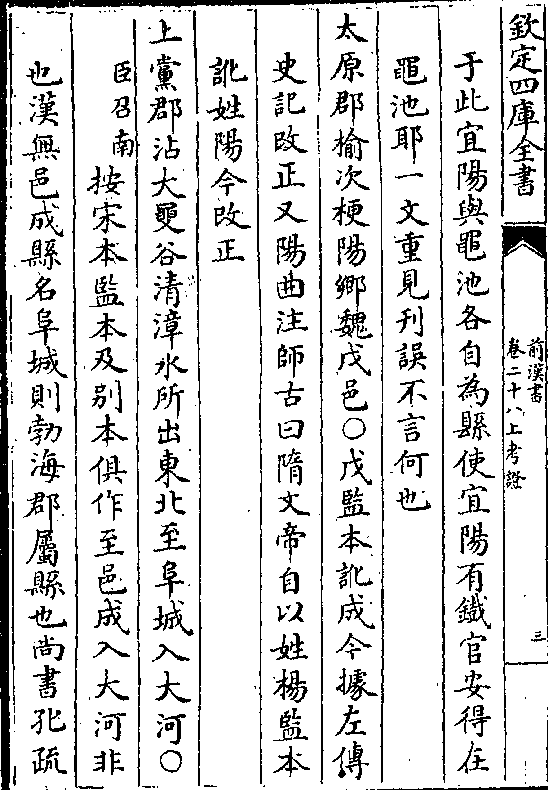 欽定四庫全書
前漢書
卷二十八上考證
三
于此宜陽與黽池各自為縣使宜陽有鐵官安得在
黽池耶一文重見刋誤不言何也
太原郡榆次梗陽鄉魏戊邑○戊監本訛成今據左傳
史記改正又陽曲注師古曰隋文帝自以姓楊監本
訛姓陽今改正
上黨郡沾大黽谷清漳水所出東北至阜城入大河○
臣召南
按宋本監本及别本俱作至邑成入大河非
也漢無邑成縣名阜城則勃海郡屬縣也尚書孔疏